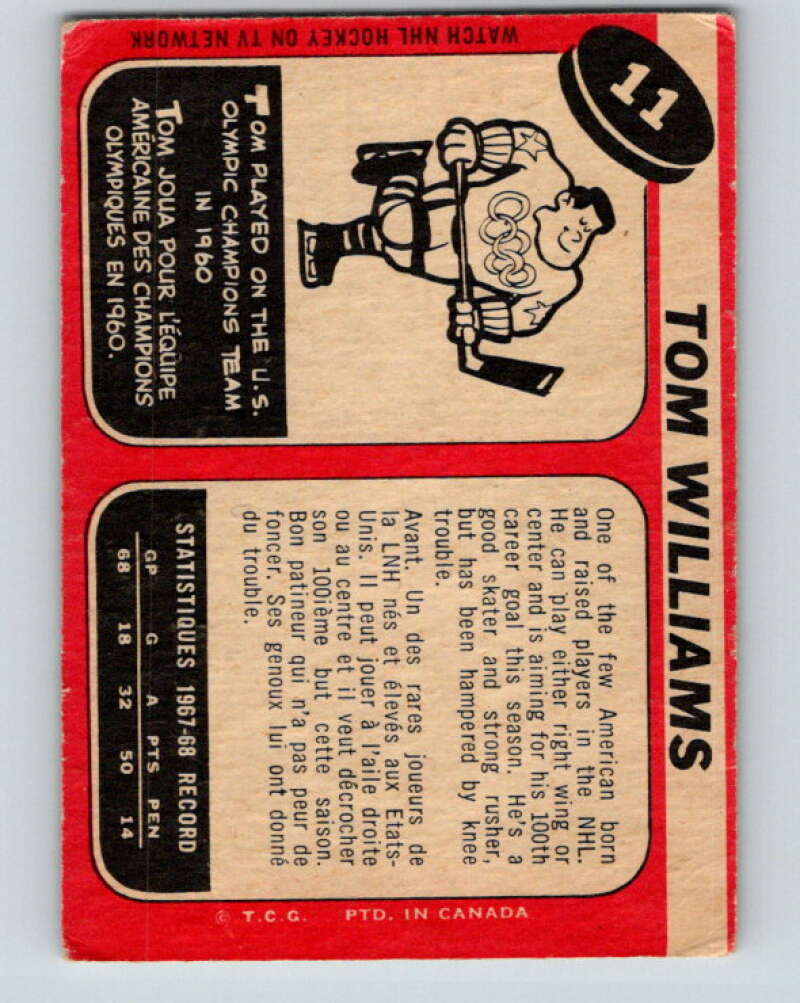 11
TOM WILLIAMS
WATCH NHL HOCKEY ON TV NETWORK
TOM PLAYED ON THE U.S.
OLYMPIC CHAMPIONS TEAM
IN 1960
TOM JOUA POUR L'ÉQUIPE
AMÉRICAINE DES CHAMPIONS
OLYMPIQUES EN 1960.
One of the few American born
and raised players in the NHL.
He can play either right wing or
center and is aiming for his 100th
career goal this season. He's a
good skater and strong rusher,
but has been hampered by knee
trouble.
Avant. Un des rares joueurs de
la LNH nés et élevés aux Etats-
Unis. Il peut jouer à l'aile droite
ou au centre et il veut décrocher
son 100ième but cette saison.
Bon patineur qui n'a pas peur de
foncer. Ses genoux lui ont donné
du trouble.
STATISTIQUES 1967-68 RECORD
GP G A PTS PEN
68 18 32 50 14
© T.C.G. PTD. IN CANADA